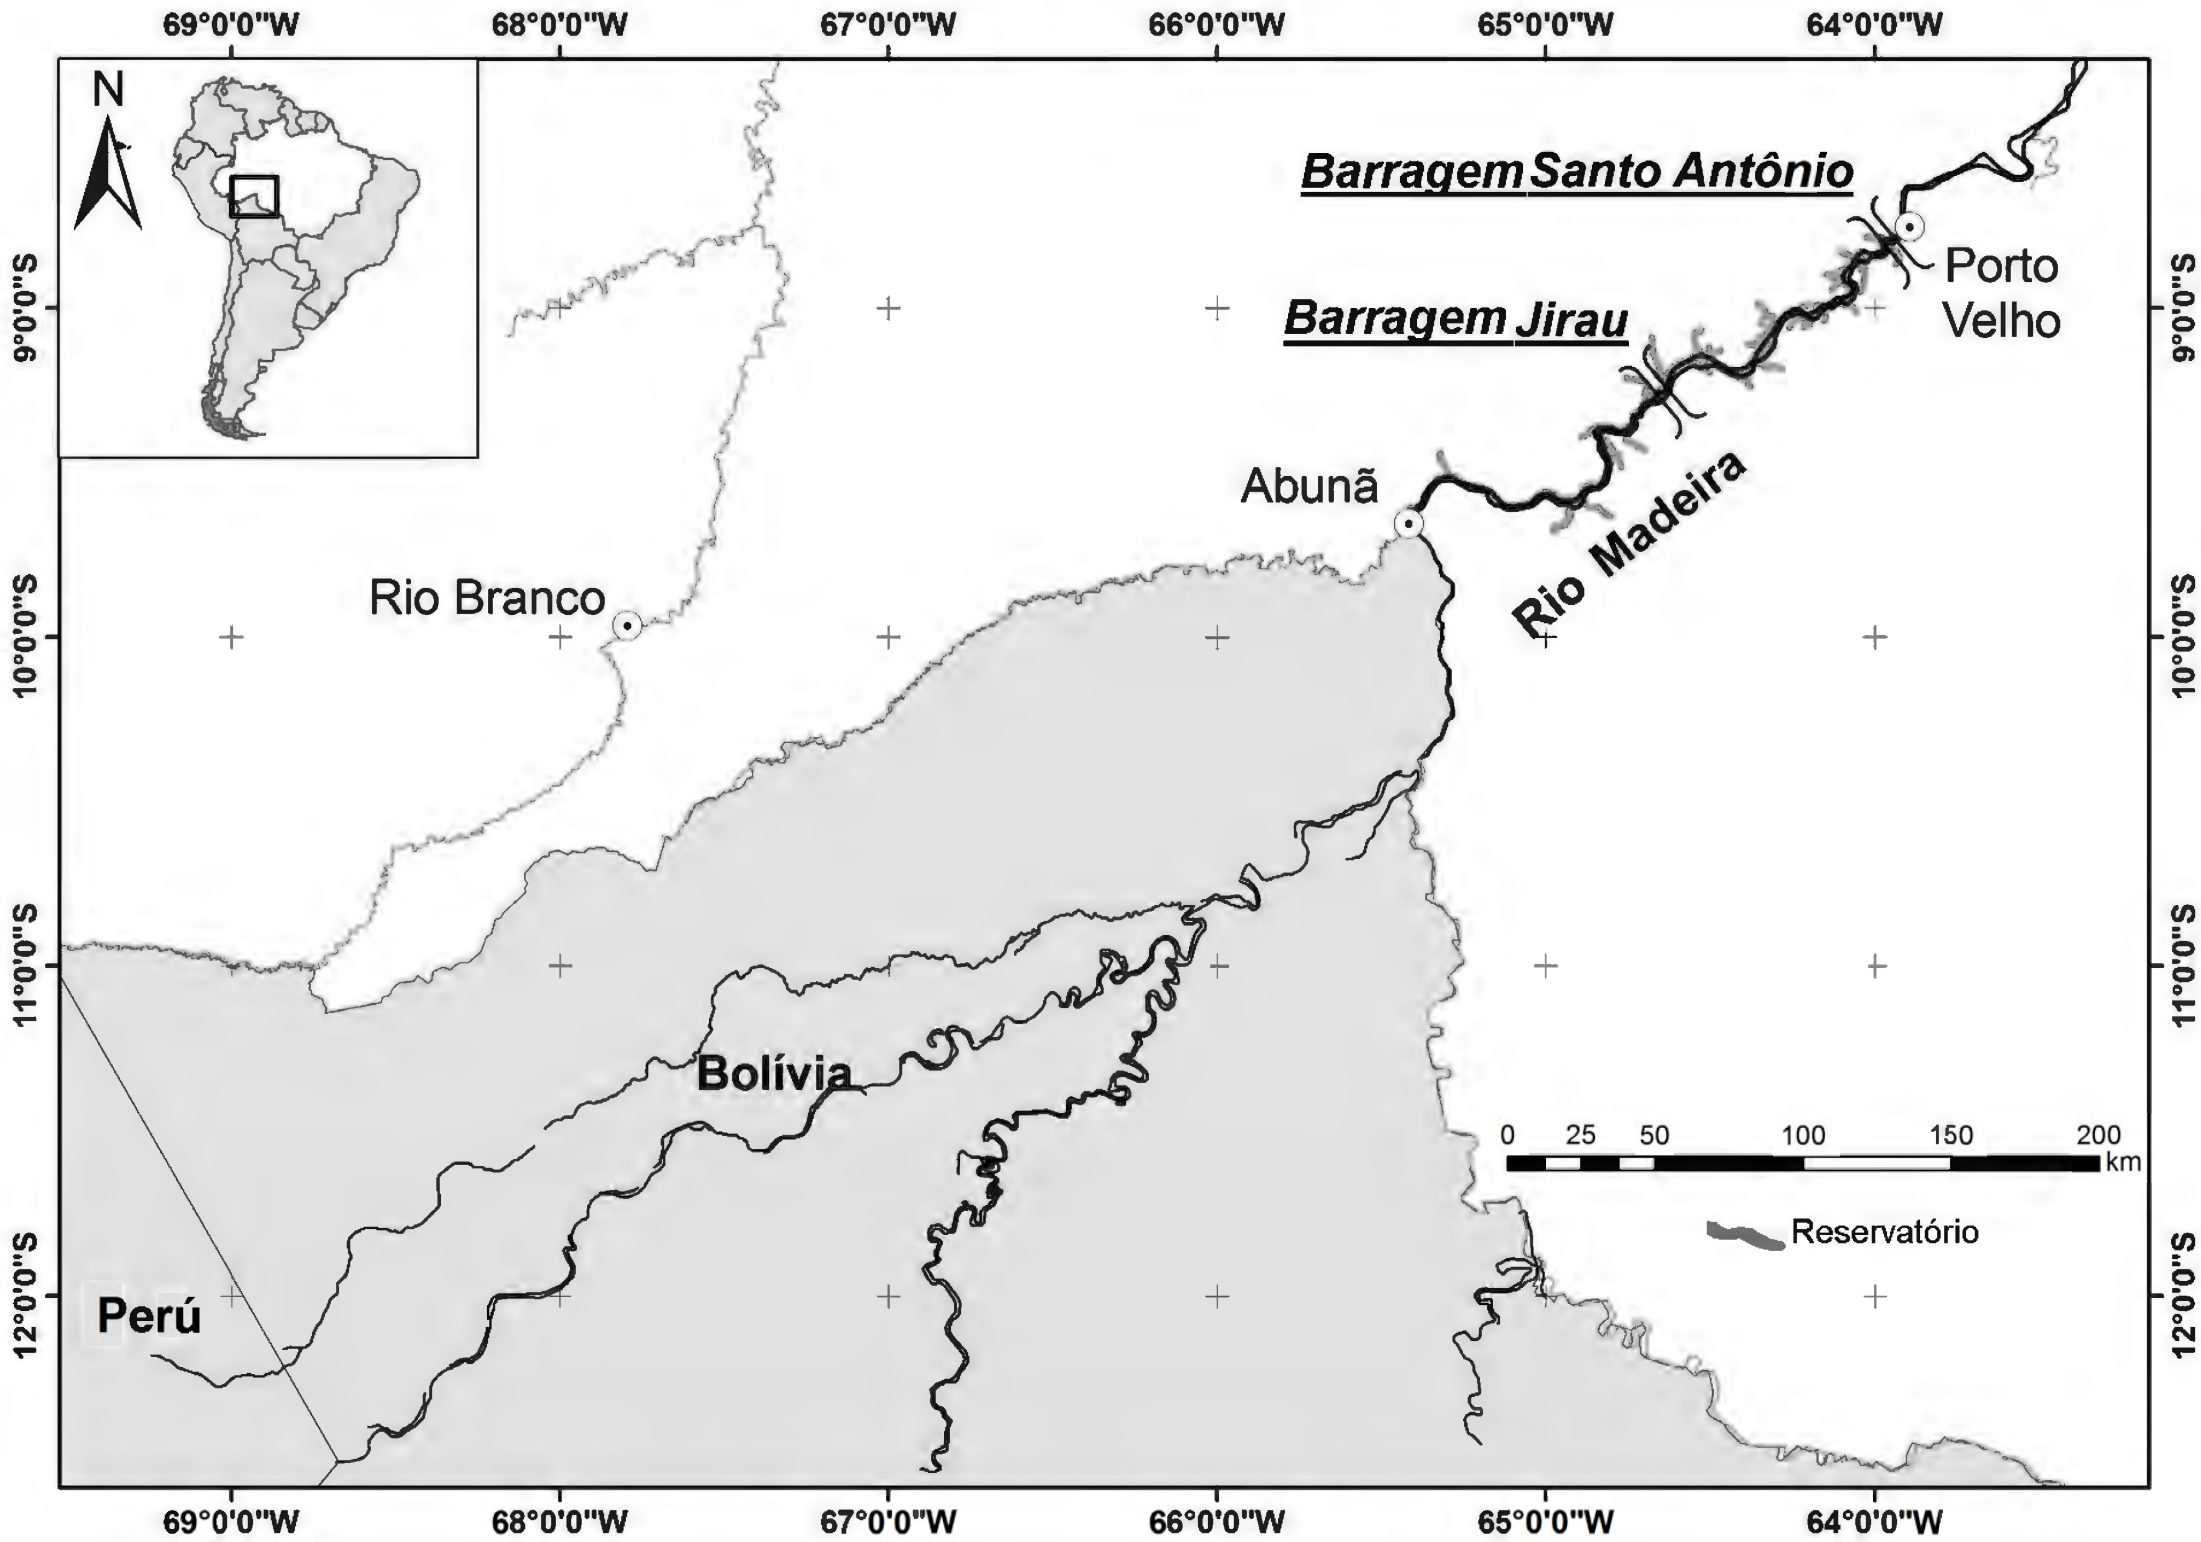 69°0'0"W 68°0'0"W 67°0'0"W 66°0'0"W 65°0'0"W 64°0'0"W
N
Barragem Santo Antônio
Porto
Velho
9°0'0"S
9°0'0"S
Barragem Jirau
Abunã
Rio Madeira
Rio Branco
10°0'0"S
10°0'0"S
11°0'0"S
11°0'0"S
Bolívia
0 25 50 100 150 200
km
Reservatório
12°0'0"S
12°0'0"S
Perú
69°0'0"W 68°0'0"W 67°0'0"W 66°0'0"W 65°0'0"W 64°0'0"W